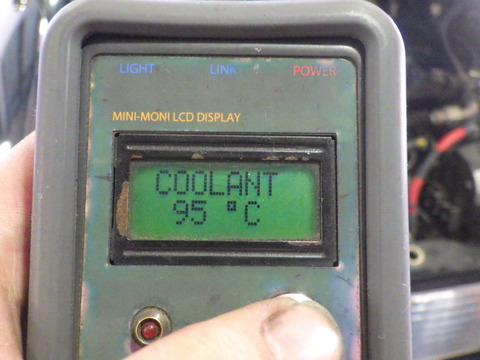 LIGHT LINK POWER
MINI-MONI LCD DISPLAY
COOLANT
95 °C